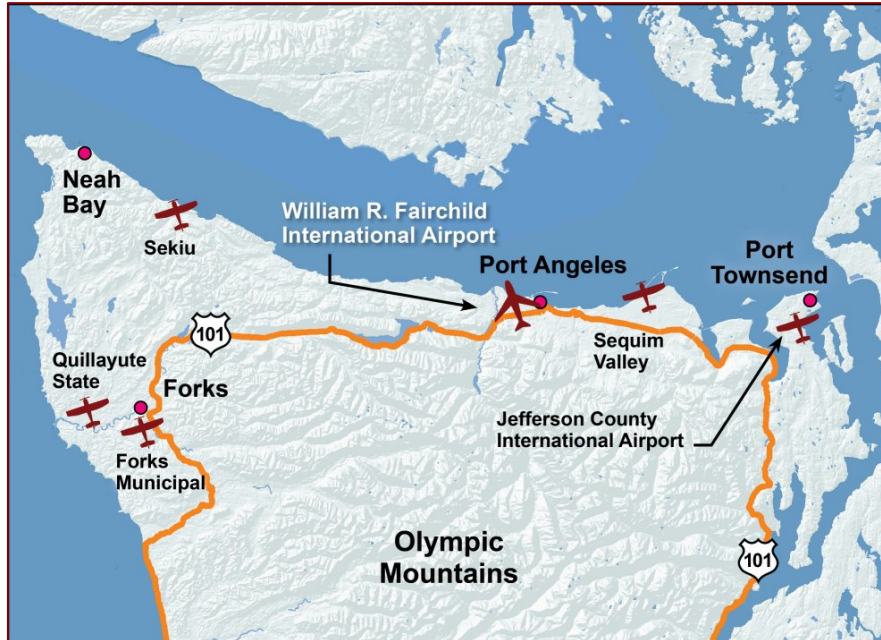 Neah
Bay
Sekiu
William R. Fairchild
International Airport
Port Angeles
Port
Townsend
101
Sequim
Valley
Quillayute
State
Forks
Jefferson County
International Airport
Forks
Municipal
Olympic
Mountains
101